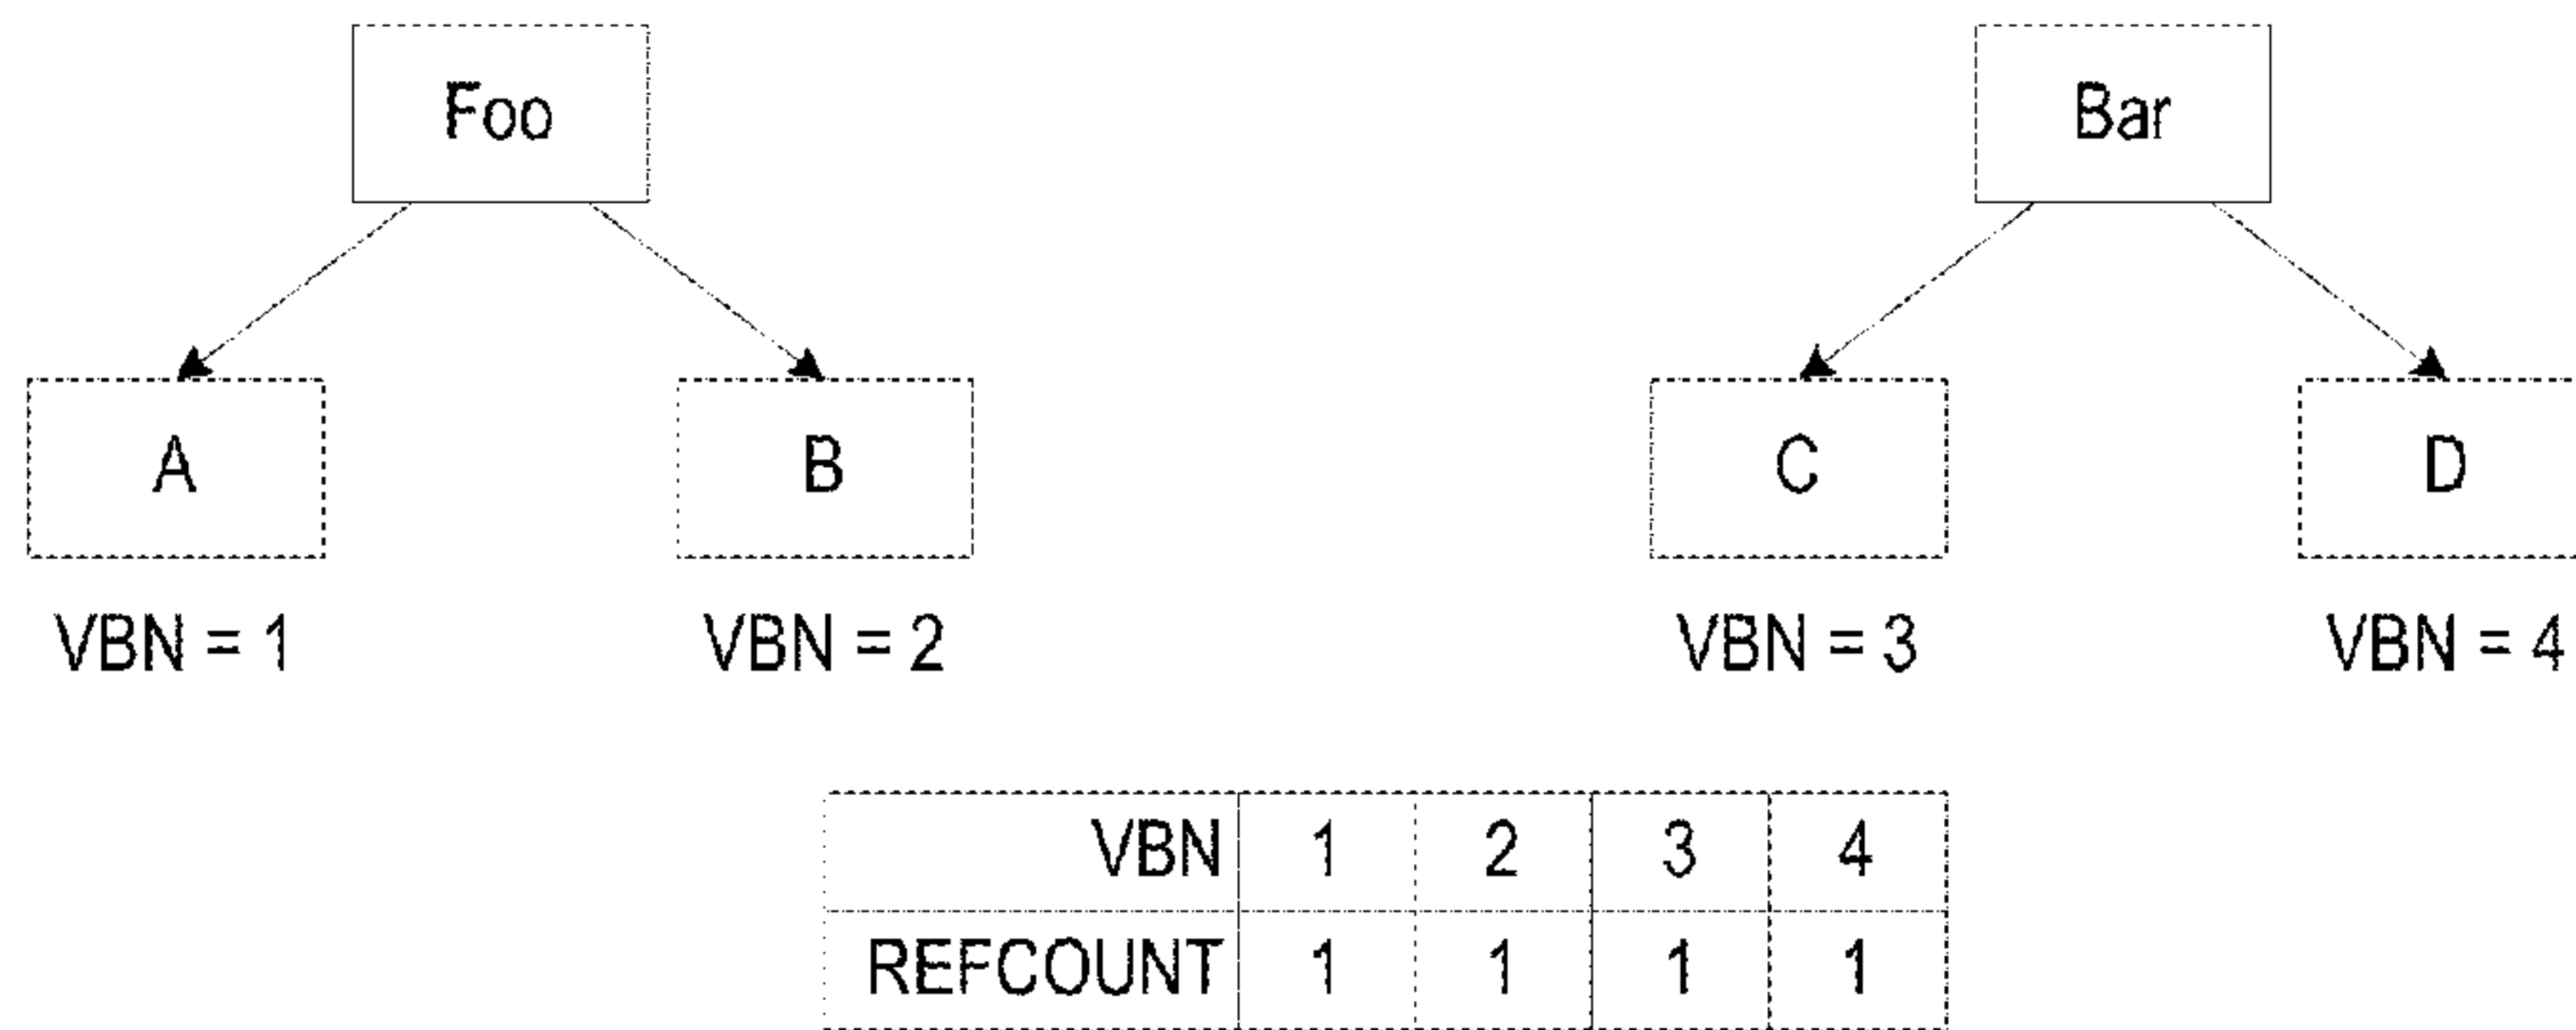 Foo Bar
A B C D
VBN = 1 VBN = 2 VBN = 3 VBN = 4
VBN 1 2 3 4
REFCOUNT 1 1 1 1